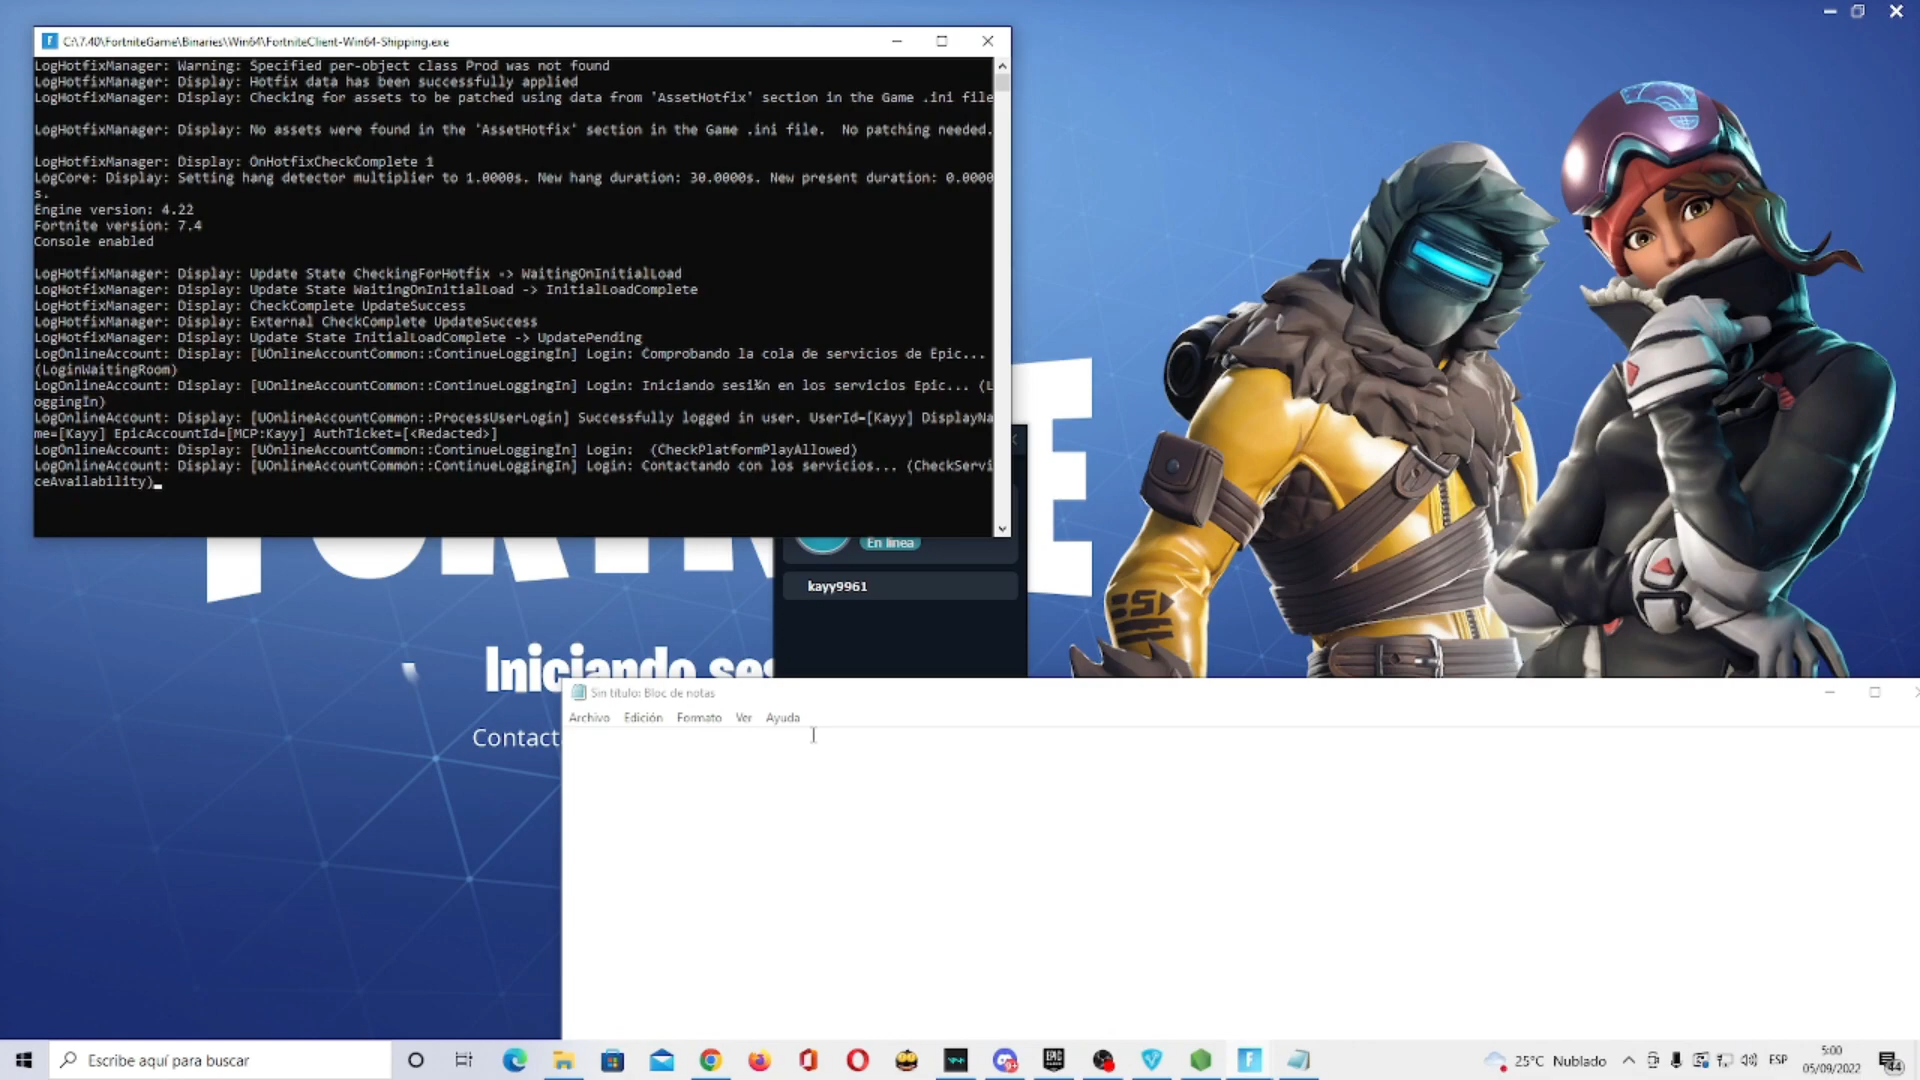 C:\7.40\FortniteGame\Binaries\Win64\FortniteClient-Win64-Shipping.exe
LogHotfixManager: Warning: Specified per-object class Prod was not found
LogHotfixManager: Display: Hotfix data has been successfully applied
LogHotfixManager: Display: Checking for assets to be patched using data from 'AssetHotfix' section in the Game .ini file
LogHotfixManager: Display: No assets were found in the 'AssetHotfix' section in the Game .ini file.  No patching needed.
LogHotfixManager: Display: OnHotfixCheckComplete 1
LogCore: Display: Setting hang detector multiplier to 1.0000s. New hang duration: 30.0000s. New present duration: 0.0000
s.
Engine version: 4.22
Fortnite version: 7.4
Console enabled
LogHotfixManager: Display: Update State CheckingForHotfix -> WaitingOnInitialLoad
LogHotfixManager: Display: Update State WaitingOnInitialLoad -> InitialLoadComplete
LogHotfixManager: Display: CheckComplete UpdateSuccess
LogHotfixManager: Display: External CheckComplete UpdateSuccess
LogHotfixManager: Display: Update State InitialLoadComplete -> UpdatePending
LogOnlineAccount: Display: [UOnlineAccountCommon::ContinueLoggingIn] Login: Comprobando la cola de servicios de Epic...
(LoginWaitingRoom)
LogOnlineAccount: Display: [UOnlineAccountCommon::ContinueLoggingIn] Login: Iniciando sesi¾n en los servicios Epic... (L
oggingIn)
LogOnlineAccount: Display: [UOnlineAccountCommon::ProcessUserLogin] Successfully logged in user. UserId=[Kayy] DisplayNa
me=[Kayy] EpicAccountId=[MCP:Kayy] AuthTicket=[<Redacted>]
LogOnlineAccount: Display: [UOnlineAccountCommon::ContinueLoggingIn] Login:  (CheckPlatformPlayAllowed)
LogOnlineAccount: Display: [UOnlineAccountCommon::ContinueLoggingIn] Login: Contactando con los servicios... (CheckServi
ceAvailability)
En línea
kayy9961
Iniciando ses
Contact
Sin título: Bloc de notas
Archivo Edición Formato Ver Ayuda
Escribe aquí para buscar
25°C Nublado
ESP
5:00
05/09/2022
44